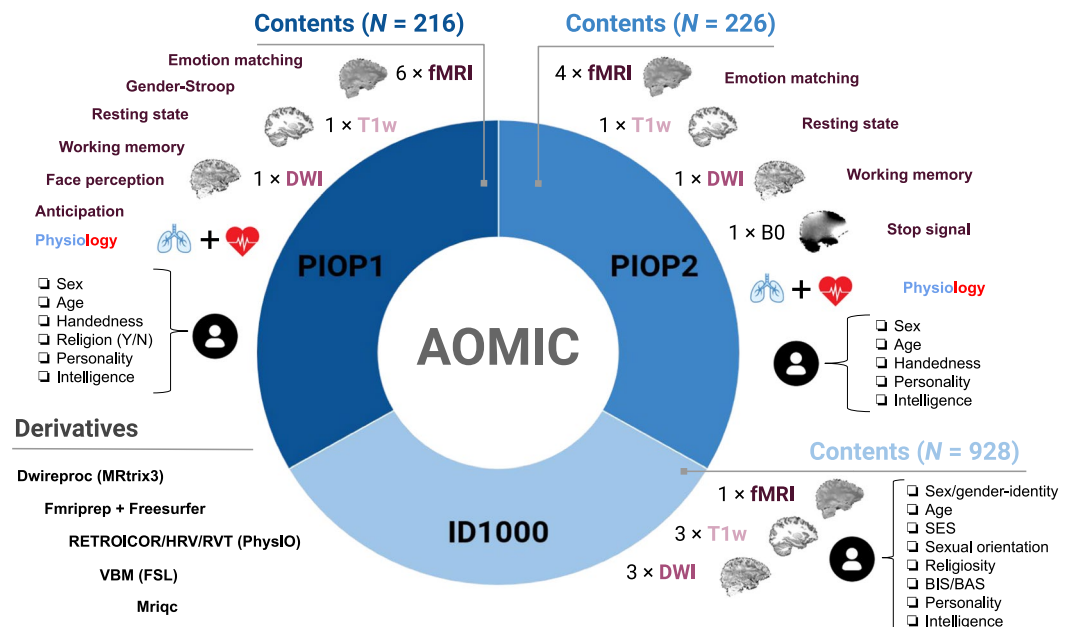 Contents (N = 216)
Emotion matching
Gender-Stroop
Resting state
Working memory
Face perception
Anticipation
6 × fMRI
1 × T1w
1 × DWI
Physiology
+
❑ Sex
❑ Age
❑ Handedness
❑ Religion (Y/N)
❑ Personality
❑ Intelligence
PIOP1
Contents (N = 226)
4 × fMRI
1 × T1w
1 × DWI
1 × B0
Emotion matching
Resting state
Working memory
Stop signal
+
Physiology
❑ Sex
❑ Age
❑ Handedness
❑ Personality
❑ Intelligence
PIOP2
AOMIC
ID1000
Contents (N = 928)
1 × fMRI
3 × T1w
3 × DWI
❑ Sex/gender-identity
❑ Age
❑ SES
❑ Sexual orientation
❑ Religiosity
❑ BIS/BAS
❑ Personality
❑ Intelligence
Derivatives
Dwireproc (MRtrix3)
Fmriprep + Freesurfer
RETROICOR/HRV/RVT (PhysIO)
VBM (FSL)
Mriqc